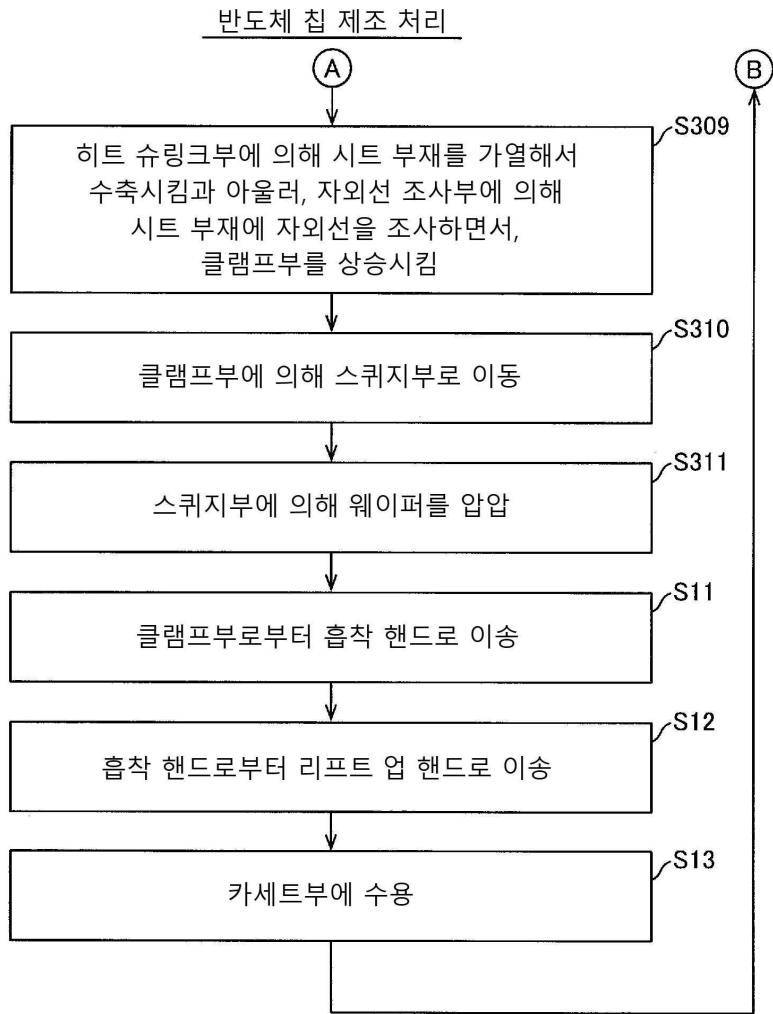 반도체 칩 제조 처리
A
B
S309
히트 슈링크부에 의해 시트 부재를 가열해서
수축시킴과 아울러, 자외선 조사부에 의해
시트 부재에 자외선을 조사하면서,
클램프부를 상승시킴
S310
클램프부에 의해 스퀴지부로 이동
S311
스퀴지부에 의해 웨이퍼를 압압
S11
클램프부로부터 흡착 핸드로 이송
S12
흡착 핸드로부터 리프트 업 핸드로 이송
S13
카세트부에 수용